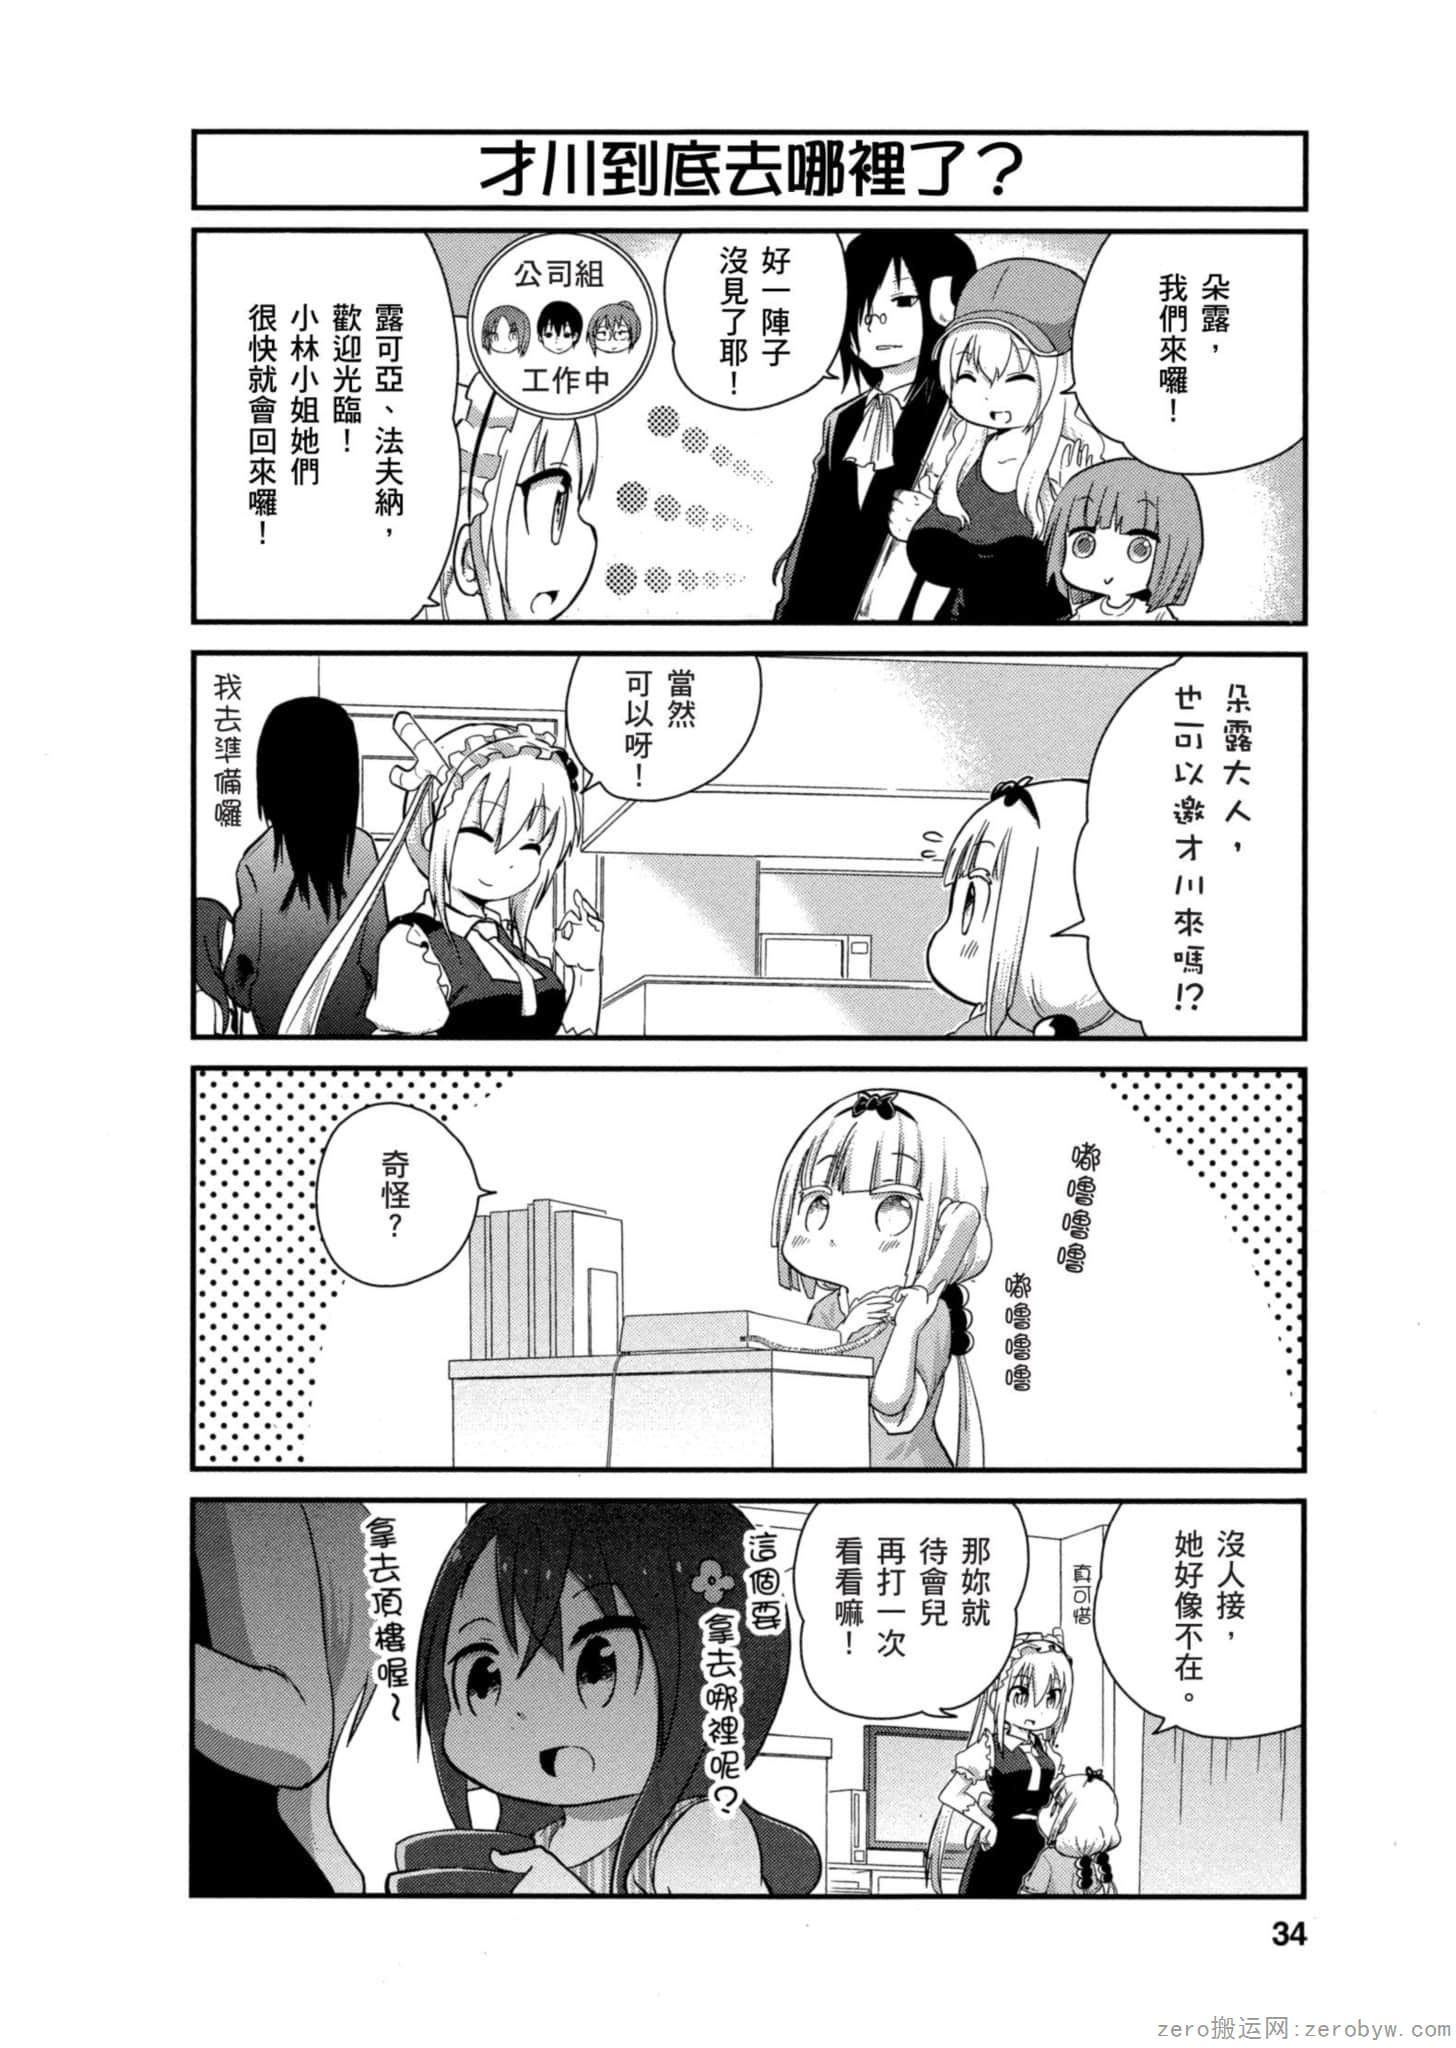 才川到底去哪裡了？
朵露，
我們來囉！
好一陣子
沒見了耶！
公司組
工作中
露可亞、法夫納，
歡迎光臨！
小林小姐她們
很快就會回來囉！
朵露大人，
也可以邀才川來嗎!?
當然
可以呀！
我去準備囉
嘟嚕嚕嚕
嘟嚕嚕嚕
奇怪？
沒人接，
她好像不在。
真可惜
那妳就
待會兒
再打一次
看看嘛！
這個要
拿去哪裡呢？
拿去頂樓喔～
34
zero搬运网:zerobyw.com